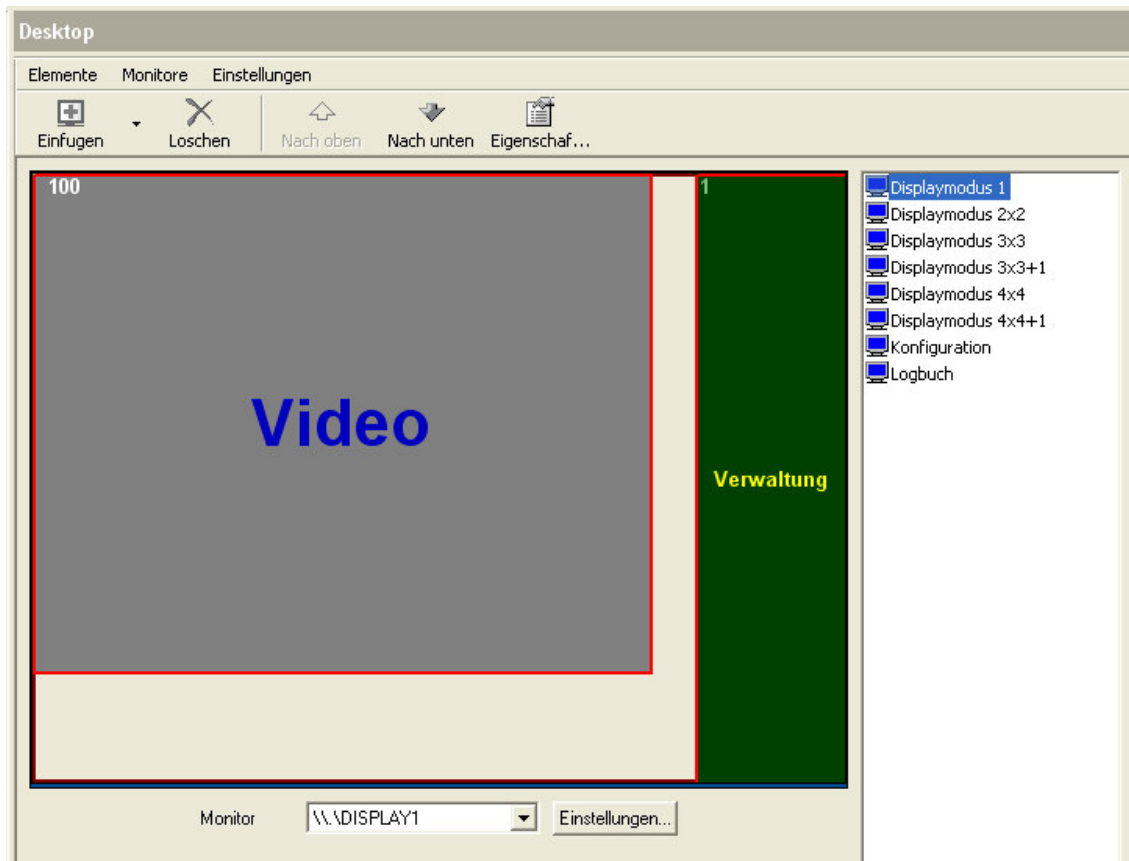 Desktop
Elemente Monitore Einstellungen
Einfugen Loschen Nach oben Nach unten Eigenschaf...
100
1
Video
Verwaltung
Displaymodus 1
Displaymodus 2x2
Displaymodus 3x3
Displaymodus 3x3+1
Displaymodus 4x4
Displaymodus 4x4+1
Konfiguration
Logbuch
Monitor \\.\DISPLAY1 Einstellungen...